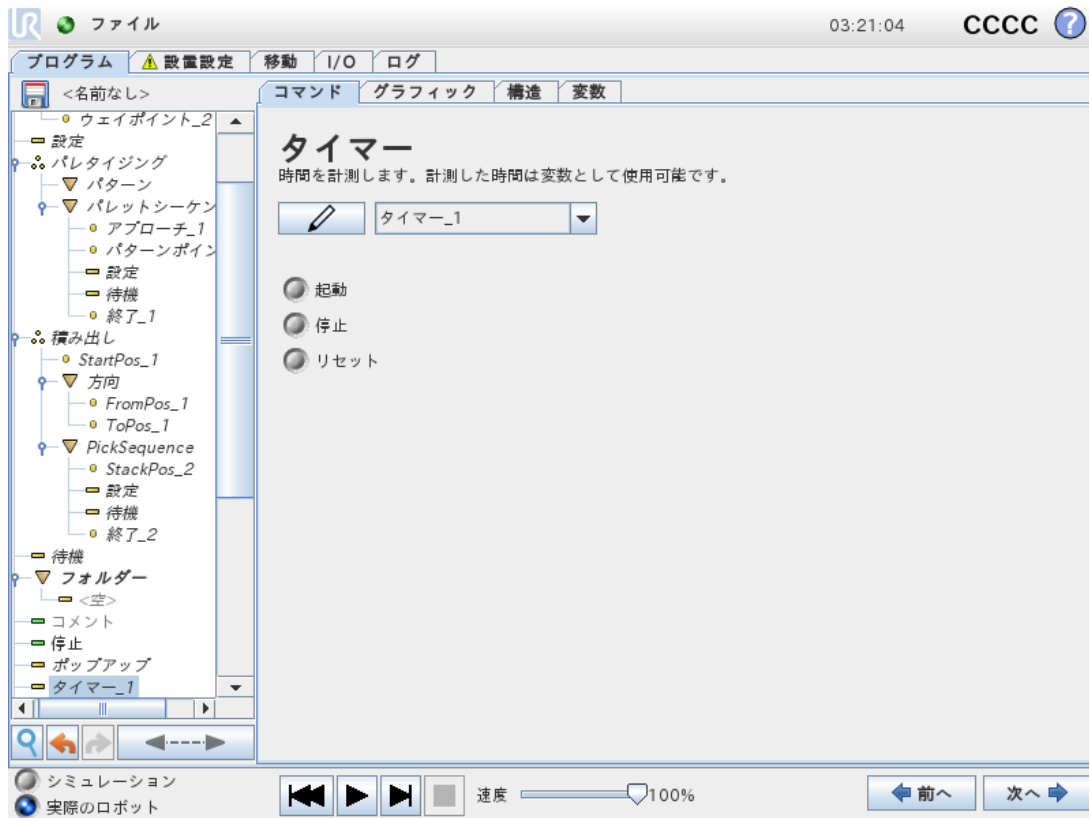 UR ファイル 03:21:04 CCCC ?
プログラム 設置設定 移動 I/O ログ
<名前なし>
コマンド グラフィック 構造 変数
ウェイポイント_2
設定
パレタイジング
パターン
パレットシーケン
アプローチ_1
パターンポイン
設定
待機
終了_1
積み出し
StartPos_1
方向
FromPos_1
ToPos_1
PickSequence
StackPos_2
設定
待機
終了_2
待機
フォルダー
<空>
コメント
停止
ポップアップ
タイマー_1
タイマー
時間を計測します。計測した時間は変数として使用可能です。
タイマー_1
起動
停止
リセット
シミュレーション
実際のロボット
速度 100%
前へ 次へ